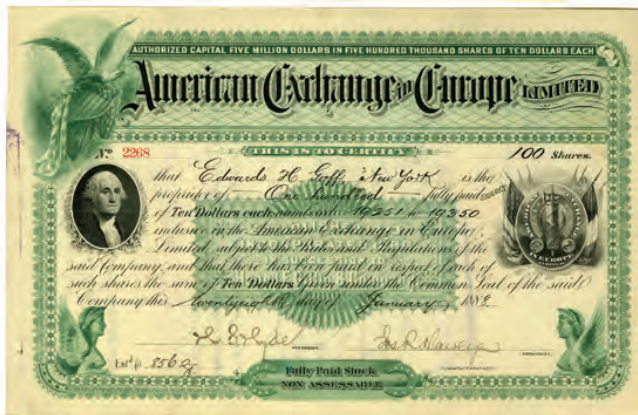 AUTHORIZED CAPITAL FIVE MILLION DOLLARS IN FIVE HUNDRED THOUSAND SHARES OF TEN DOLLARS EACH
American Exchange in Europe LIMITED
No 2268 THIS IS TO CERTIFY 100 Shares.
that Edwards H. Goff, New York is the
proprietor of One hundred fully paid SHARES
of Ten Dollars each numbered 19251 to 19350
inclusive in the American Exchange in Europe,
Limited, subject to the Rules and Regulations of the
said Company, and that there has been paid in respect of each of
such shares the sum of Ten Dollars Given under the Common Seal of the said
Company this twentyeighth day of January, 188
Fully Paid Stock
NON ASSESSABLE